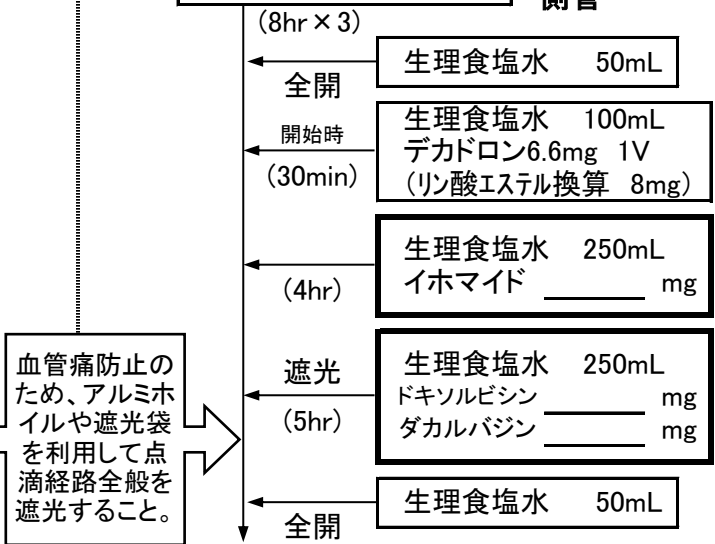 側管
(8hr×3)
生理食塩水 50mL
全開
生理食塩水 100mL
デカドロン6.6mg 1V
(リン酸エステル換算 8mg)
開始時
(30min)
生理食塩水 250mL
イホマイド ______ mg
(4hr)
血管痛防止の
ため、アルミホ
イルや遮光袋
を利用して点
滴経路全般を
遮光すること。
遮光
(5hr)
生理食塩水 250mL
ドキソルビシン ______ mg
ダカルバジン ______ mg
生理食塩水 50mL
全開